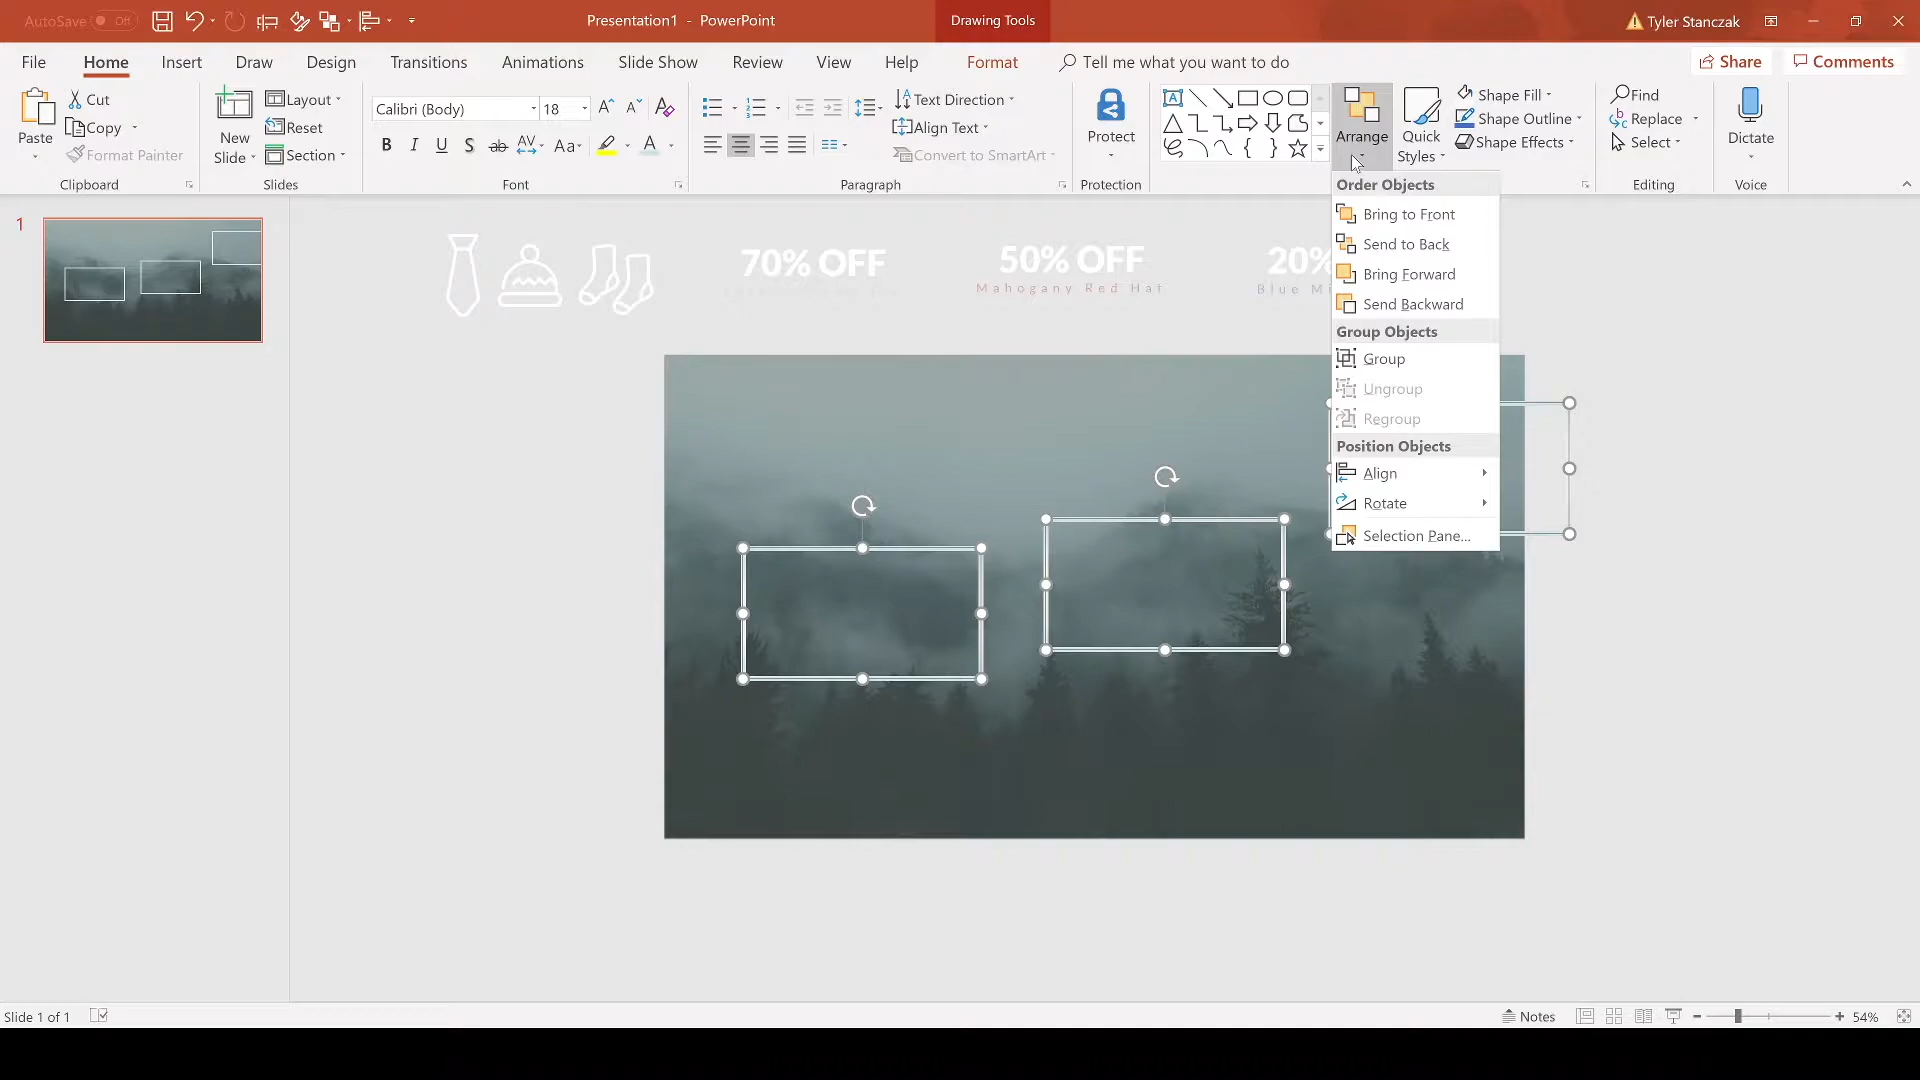 AutoSave Off
Presentation1 - PowerPoint
Drawing Tools
Tyler Stanczak
File Home Insert Draw Design Transitions Animations Slide Show Review View Help Format Tell me what you want to do Share Comments
Paste
Cut
Copy
Format Painter
Clipboard
New
Slide
Layout
Reset
Section
Slides
Calibri (Body) 18
B I U S ab AV Aa A
Font
Text Direction
Align Text
Convert to SmartArt
Paragraph
Protect
Protection
Arrange
Quick
Styles
Shape Fill
Shape Outline
Shape Effects
Find
Replace
Select
Editing
Dictate
Voice
Order Objects
Bring to Front
Send to Back
Bring Forward
Send Backward
Group Objects
Group
Ungroup
Regroup
Position Objects
Align
Rotate
Selection Pane...
1
70% OFF
50% OFF
Mahogany Red Hat
20%
Blue Mi
Slide 1 of 1
Notes
54%